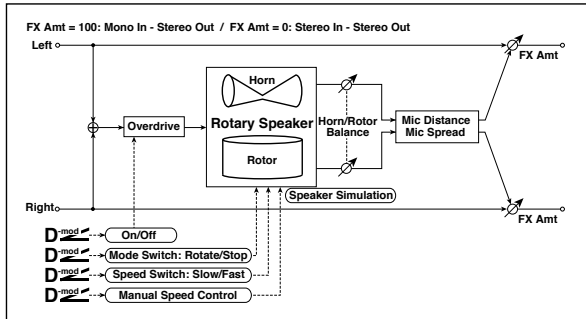 FX Amt = 100: Mono In - Stereo Out / FX Amt = 0: Stereo In - Stereo Out
Left
FX Amt
Horn
Rotary Speaker
Horn/Rotor
Balance
Overdrive
Mic Distance
Mic Spread
Rotor
Speaker Simulation
Right
FX Amt
D-mod On/Off
D-mod Mode Switch: Rotate/Stop
D-mod Speed Switch: Slow/Fast
D-mod Manual Speed Control